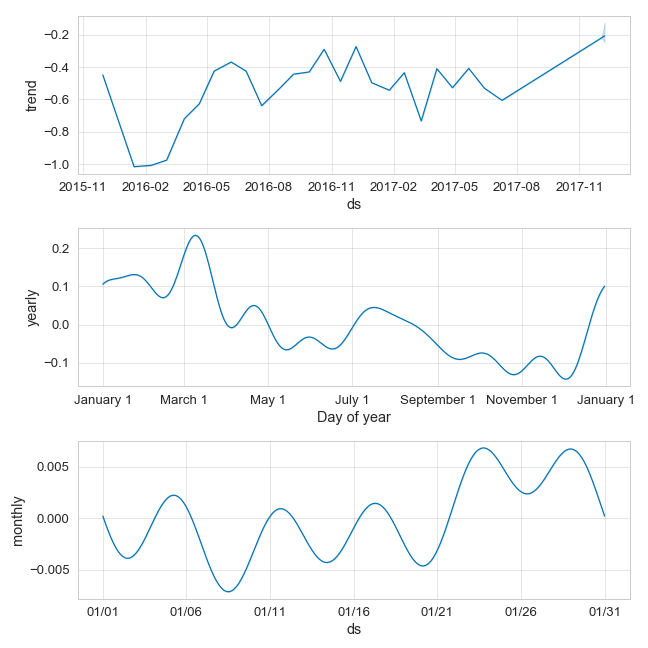 trend
−0.2
−0.4
−0.6
−0.8
−1.0
2015-11 2016-02 2016-05 2016-08 2016-11 2017-02 2017-05 2017-08 2017-11
ds
yearly
0.2
0.1
0.0
−0.1
January 1 March 1 May 1 July 1 September 1 November 1 January 1
Day of year
monthly
0.005
0.000
−0.005
01/01 01/06 01/11 01/16 01/21 01/26 01/31
ds